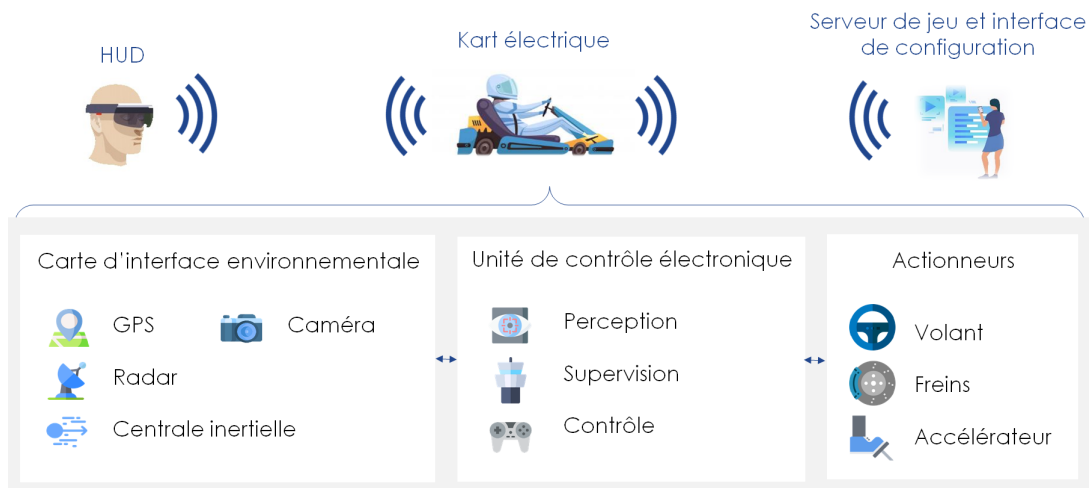 HUD
Kart électrique
Serveur de jeu et interface
de configuration
Carte d'interface environnementale
GPS
Caméra
Radar
Centrale inertielle
Unité de contrôle électronique
Perception
Supervision
Contrôle
Actionneurs
Volant
Freins
Accélérateur